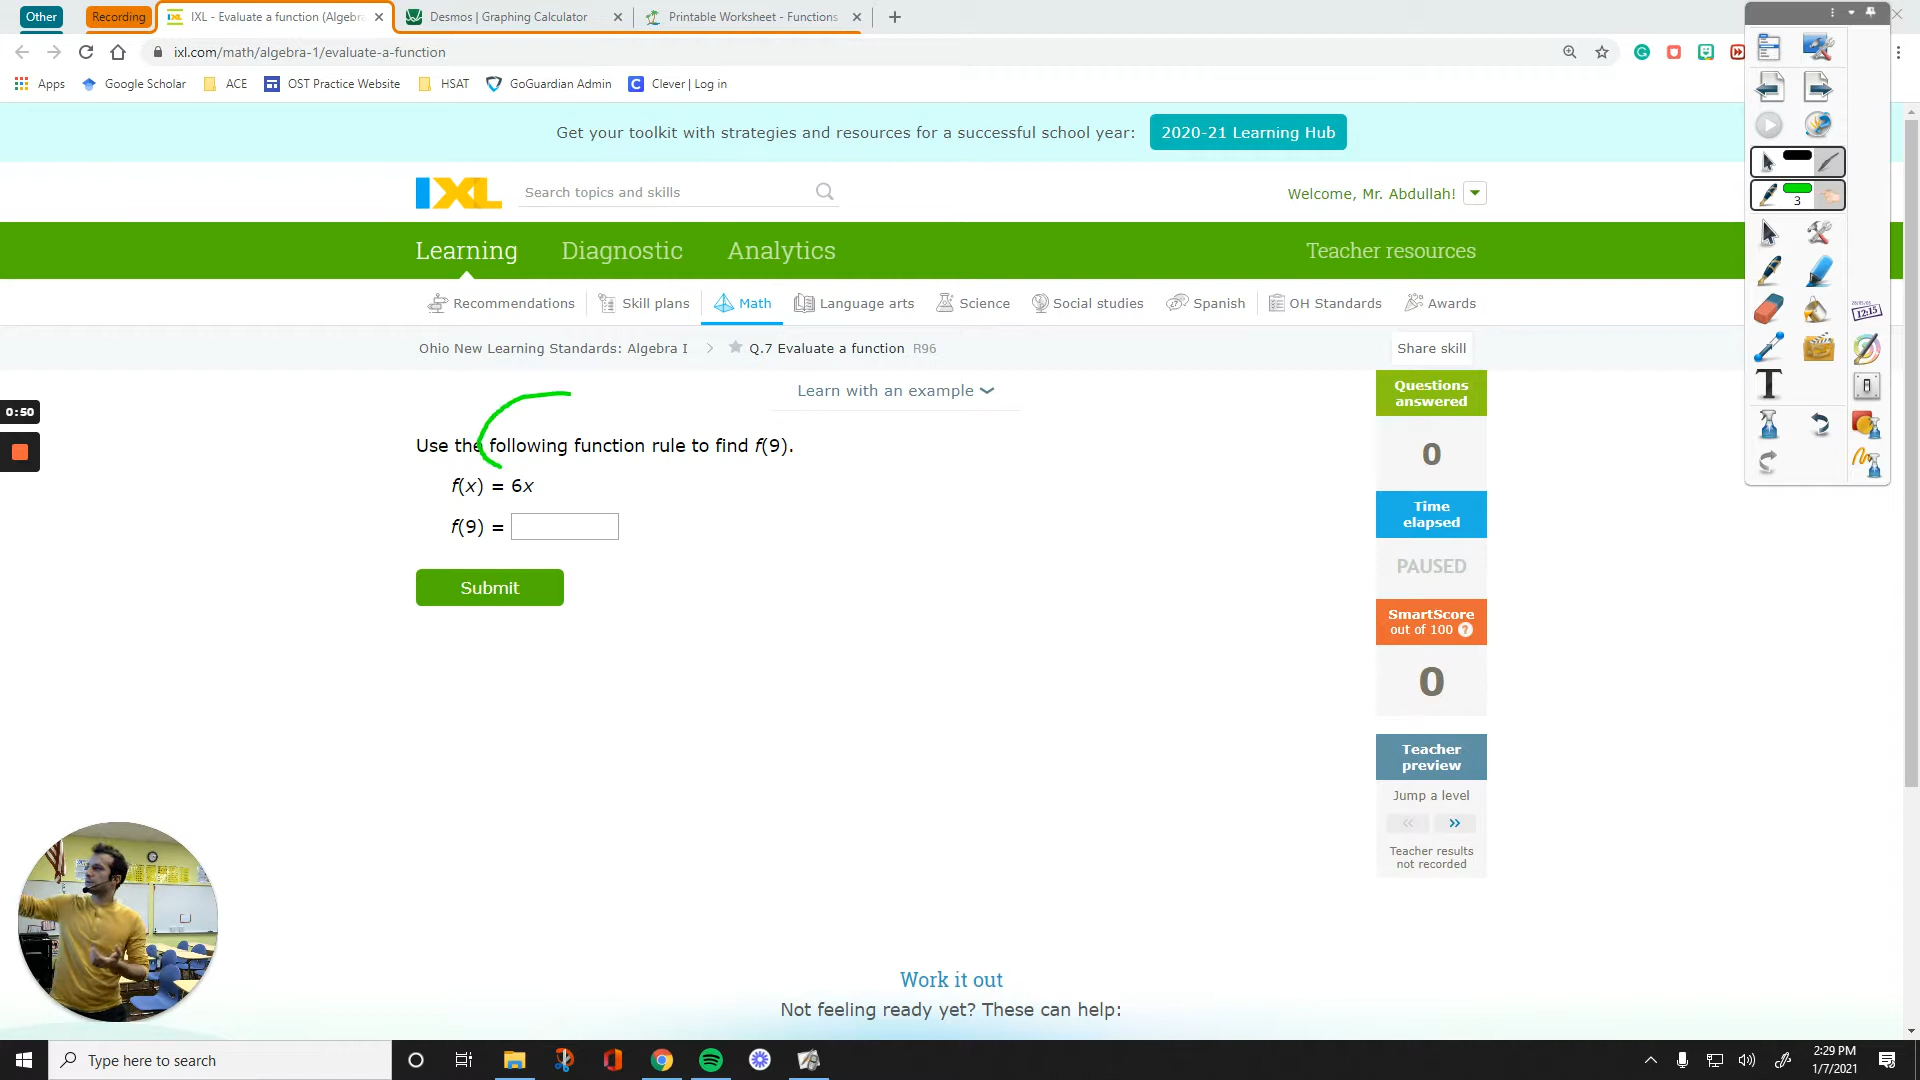 Other
Recording
IXL - Evaluate a function (Algebra
Desmos | Graphing Calculator
Printable Worksheet - Functions
ixl.com/math/algebra-1/evaluate-a-function
Apps
Google Scholar
ACE
OST Practice Website
HSAT
GoGuardian Admin
Clever | Log in
Get your toolkit with strategies and resources for a successful school year:
2020-21 Learning Hub
IXL
Search topics and skills
Welcome, Mr. Abdullah!
3
Learning
Diagnostic
Analytics
Teacher resources
Recommendations
Skill plans
Math
Language arts
Science
Social studies
Spanish
OH Standards
Awards
12:15
Ohio New Learning Standards: Algebra I
Q.7 Evaluate a function R96
Share skill
Learn with an example
Questions
answered
0
0:50
Use the following function rule to find f(9).
f(x) = 6x
f(9) =
Submit
Time
elapsed
PAUSED
SmartScore
out of 100 ?
0
Teacher
preview
Jump a level
Teacher results
not recorded
Work it out
Not feeling ready yet? These can help:
Type here to search
2:29 PM
1/7/2021